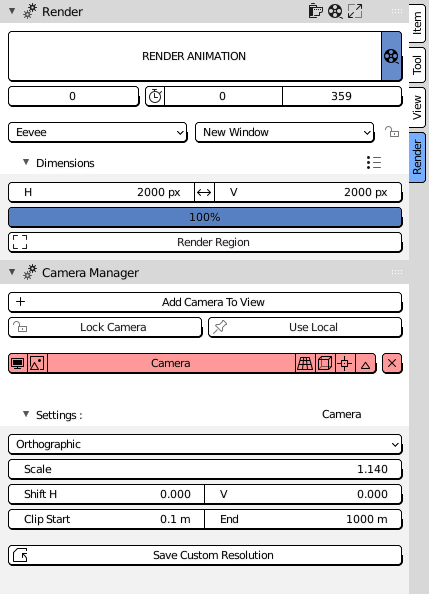 Render
RENDER ANIMATION
0 0 359
Eevee New Window
Dimensions
H 2000 px V 2000 px
100%
Render Region
Camera Manager
Add Camera To View
Lock Camera Use Local
Camera
Settings : Camera
Orthographic
Scale 1.140
Shift H 0.000 V 0.000
Clip Start 0.1 m End 1000 m
Save Custom Resolution
Item
Tool
View
Render